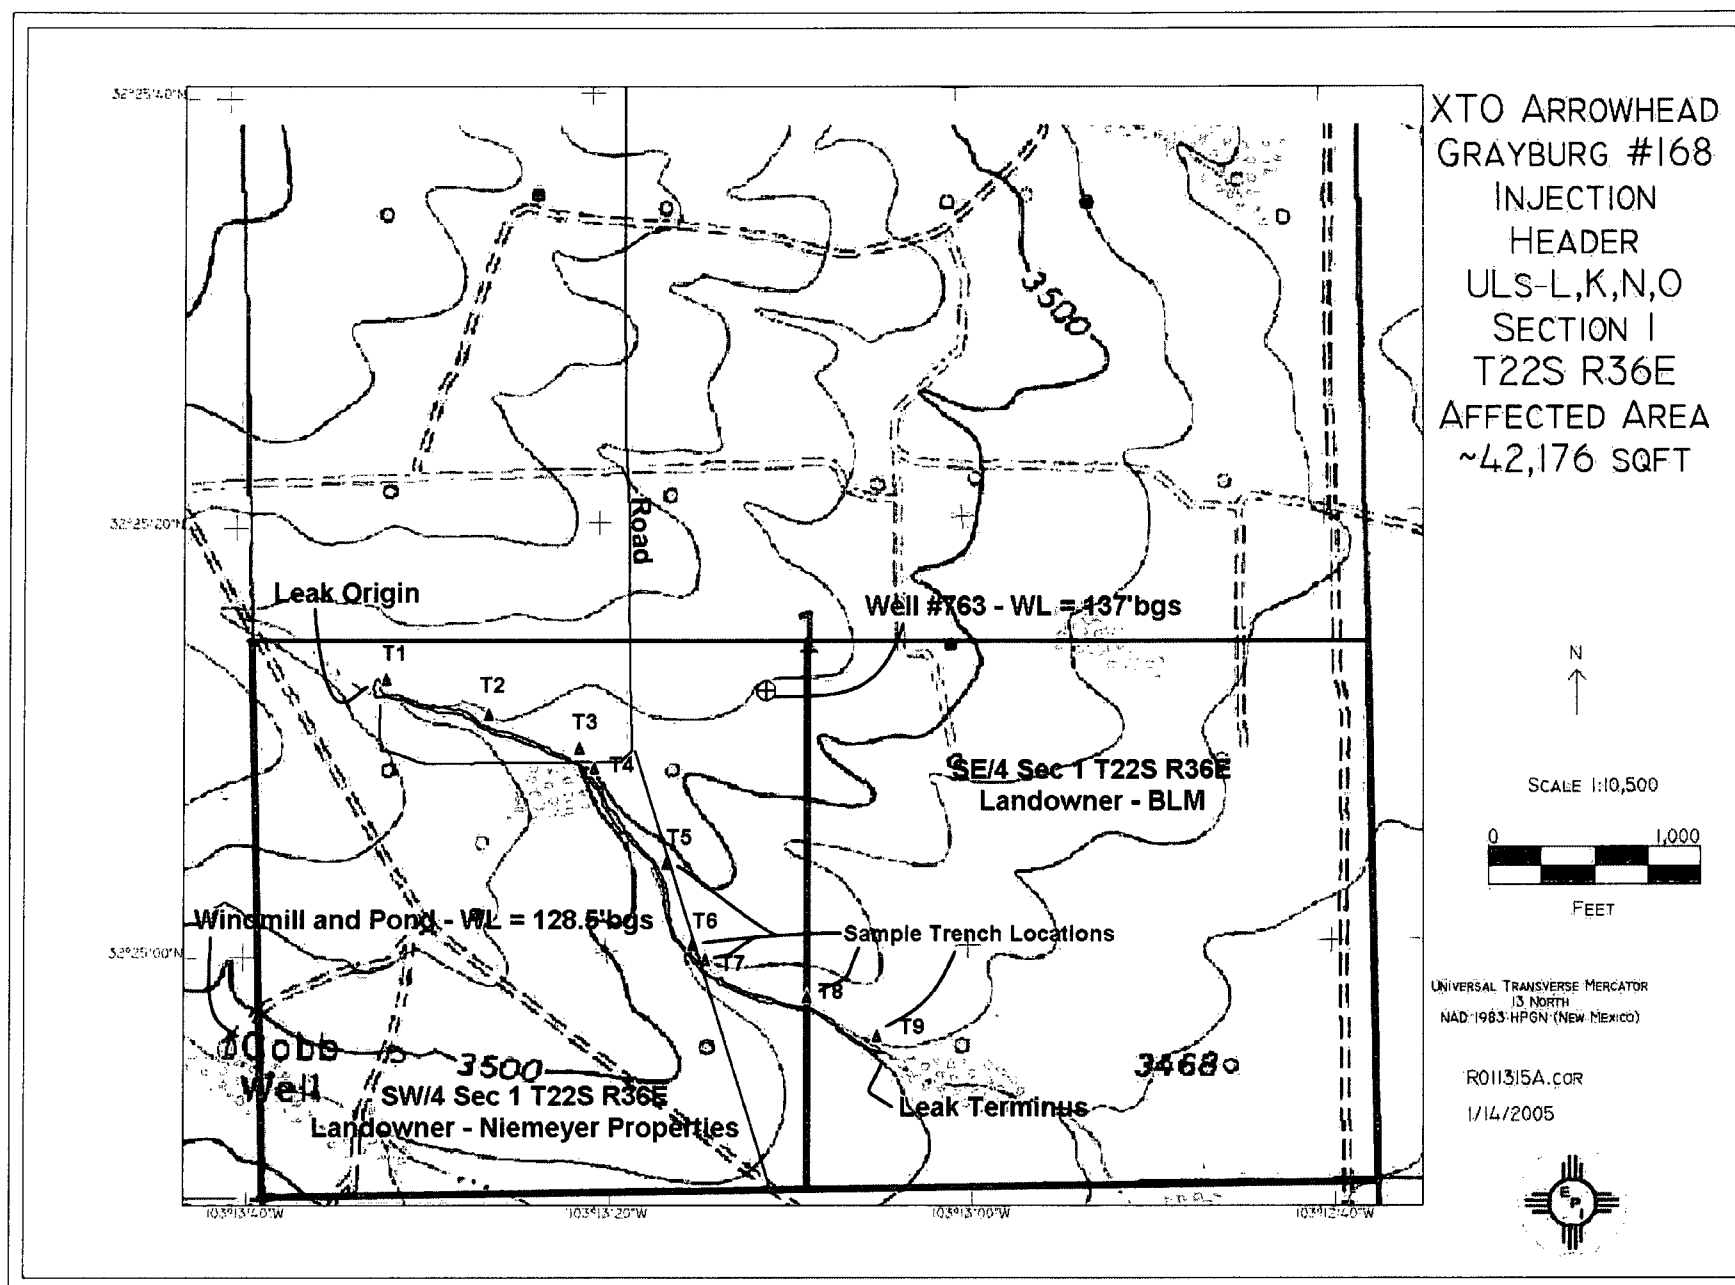 XTO ARROWHEAD
GRAYBURG #168
INJECTION
HEADER
ULS-L,K,N,O
SECTION 1
T22S R36E
AFFECTED AREA
~42,176 SQFT
32°25'40"N
3500
32°25'20"N
Road
Leak Origin
1
Well #763 - WL = 137'bgs
T1
T2
T3
T4
SE/4 Sec 1 T22S R36E
Landowner - BLM
T5
Windmill and Pond - WL = 128.5'bgs
T6
Sample Trench Locations
32°25'00"N
T7
T8
T9
Cobb
Well
3500
3468
SW/4 Sec 1 T22S R36E
Landowner - Niemeyer Properties
Leak Terminus
103°13'40"W
103°13'20"W
103°13'00"W
103°12'40"W
N
SCALE 1:10,500
0 1,000
FEET
UNIVERSAL TRANSVERSE MERCATOR
13 NORTH
NAD 1983 HPGN (NEW MEXICO)
R011315A.COR
1/14/2005
E P I